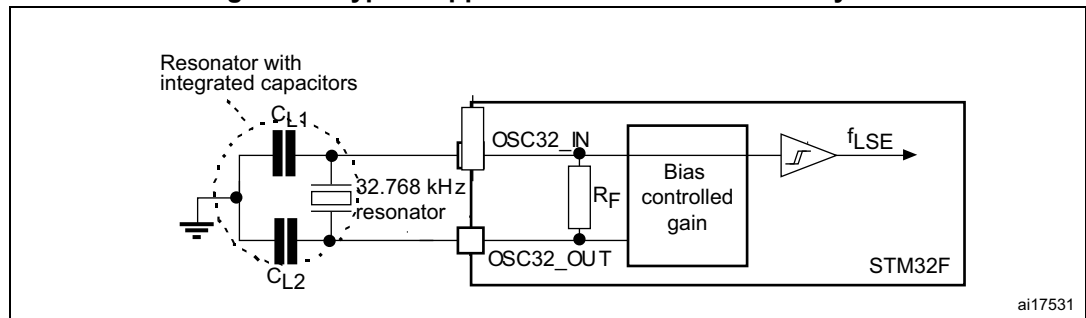 Resonator with
integrated capacitors
CL1
OSC32_IN
fLSE
Bias
controlled
gain
RF
32.768 kHz
resonator
OSC32_OUT
STM32F
CL2
ai17531